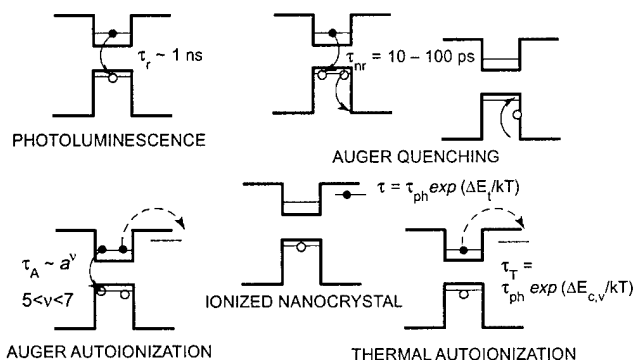 τr ~ 1 ns
τnr = 10 – 100 ps
PHOTOLUMINESCENCE
AUGER QUENCHING
τ = τph exp (ΔEt/kT)
τA ~ a^ν
5<ν<7
IONIZED NANOCRYSTAL
τT =
τph exp (ΔEc,v/kT)
AUGER AUTOIONIZATION
THERMAL AUTOIONIZATION